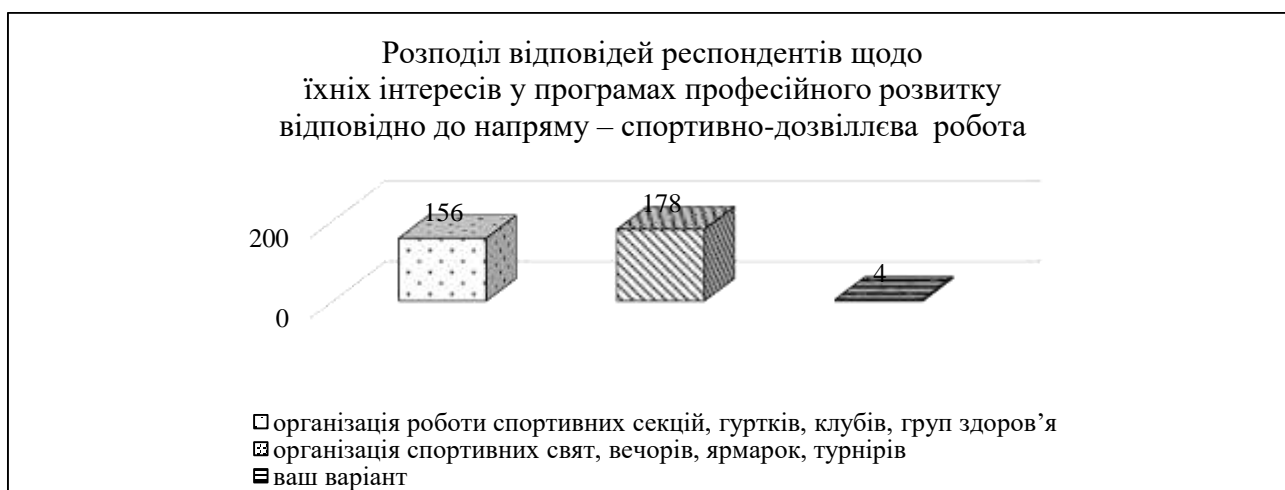 Розподіл відповідей респондентів щодо
їхніх інтересів у програмах професійного розвитку
відповідно до напряму – спортивно-дозвіллєва робота
156
178
4
200
0
організація роботи спортивних секцій, гуртків, клубів, груп здоров’я
організація спортивних свят, вечорів, ярмарок, турнірів
ваш варіант